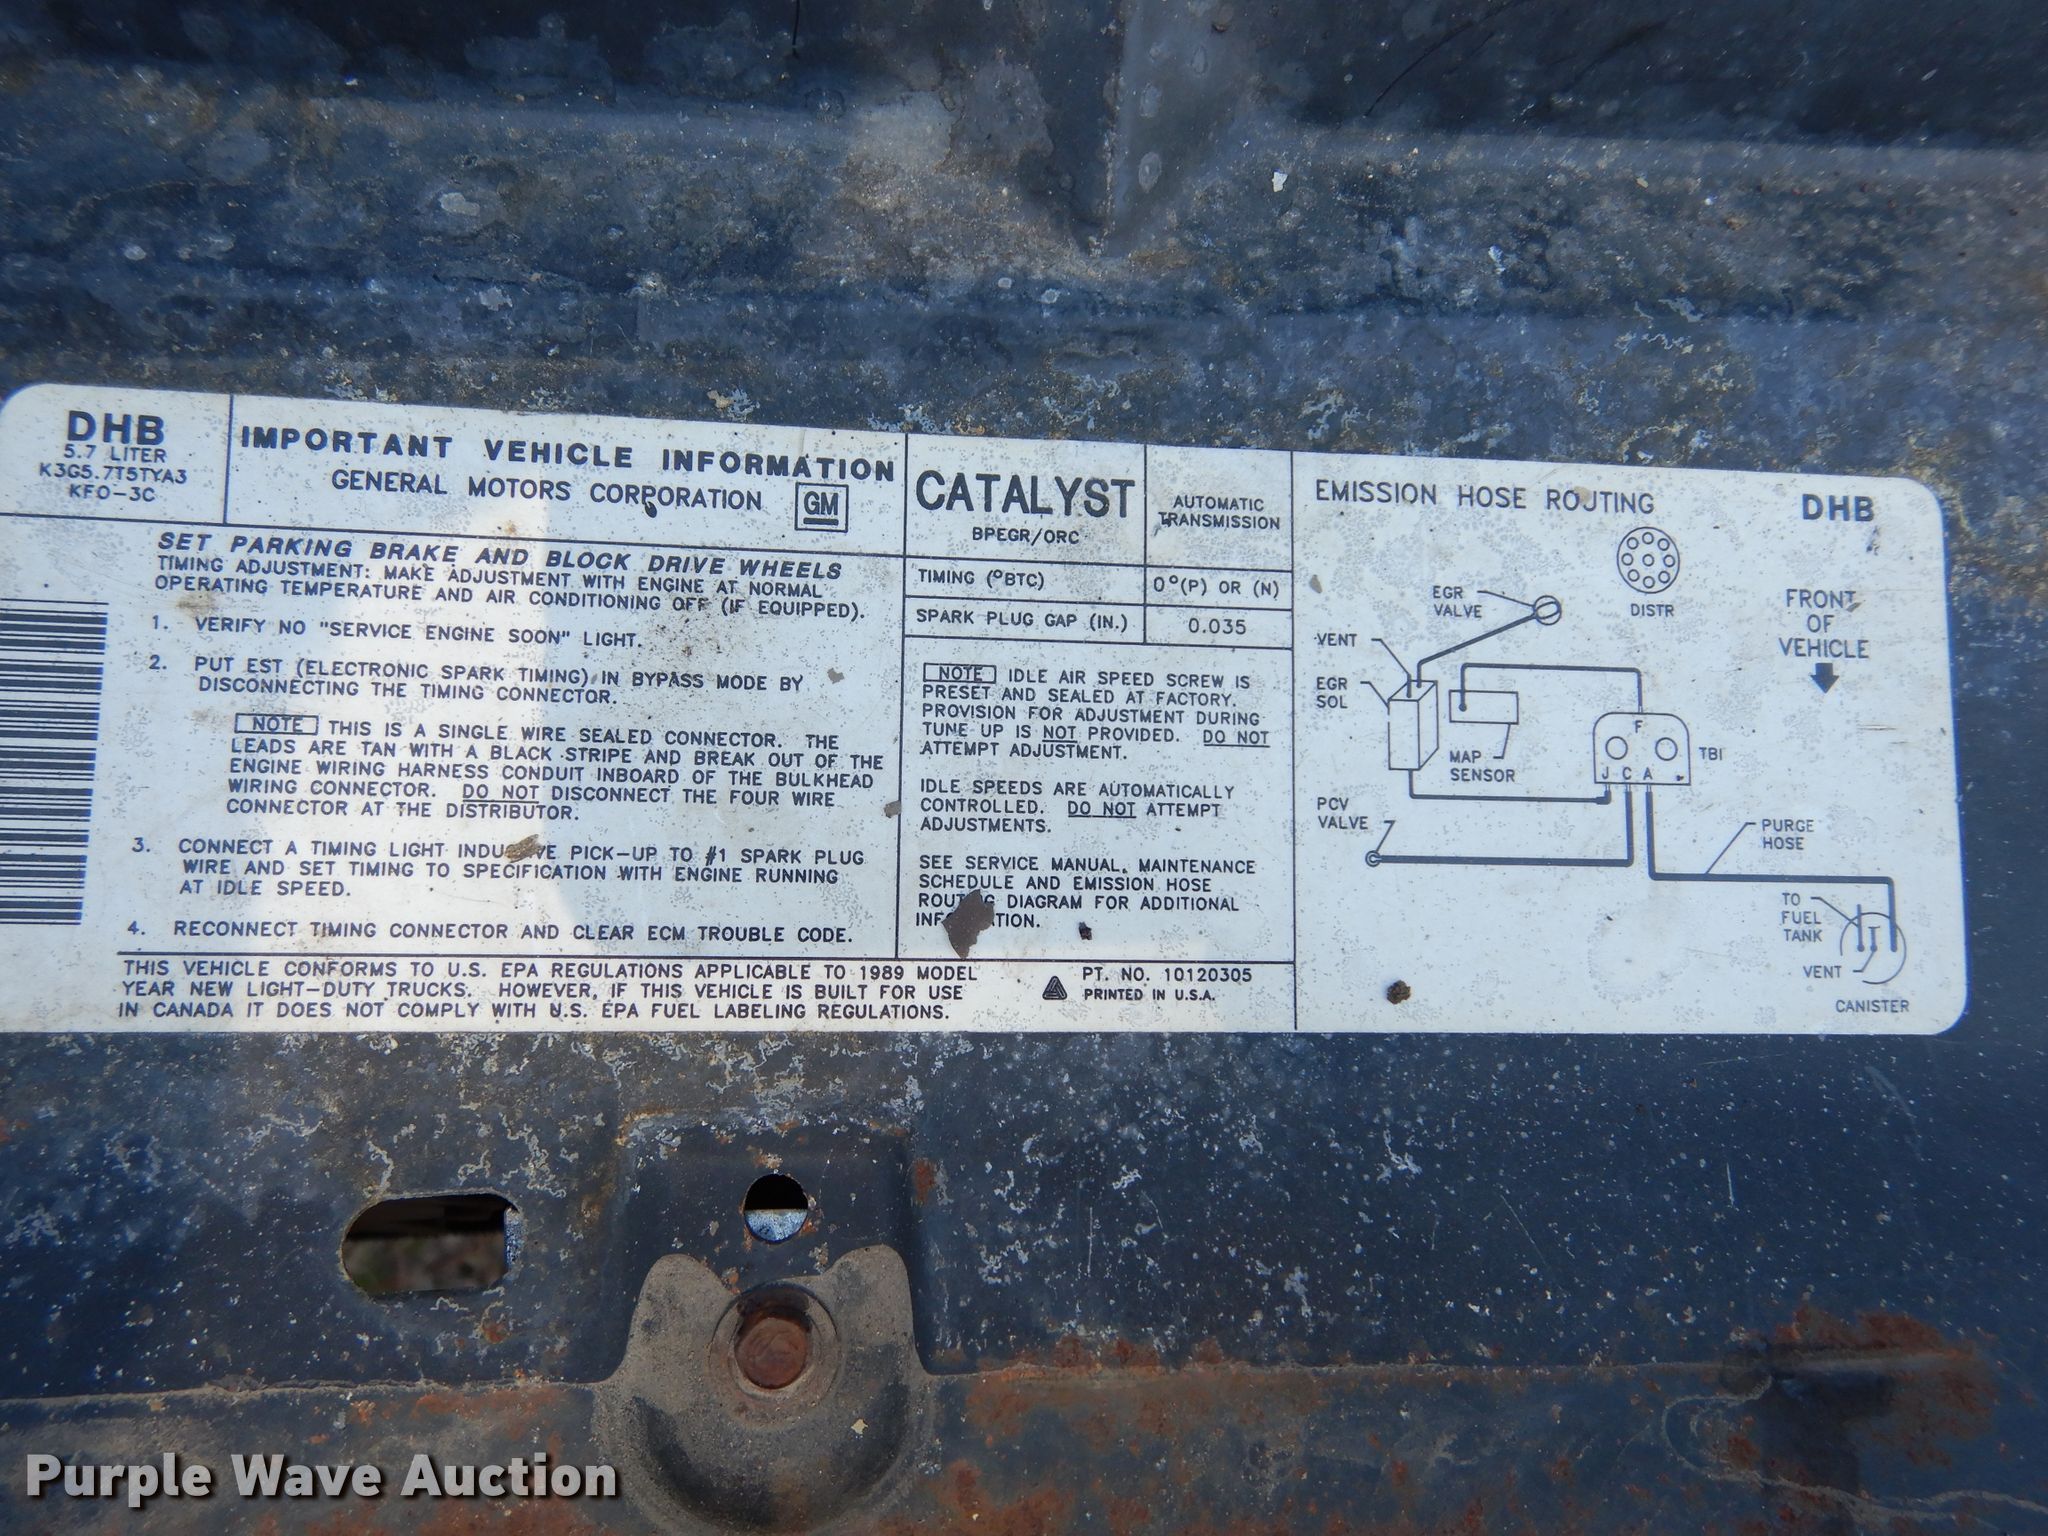 DHB
5.7 LITER
K3G5.7T5TYA3
KFO-3C
IMPORTANT VEHICLE INFORMATION
GENERAL MOTORS CORPORATION GM
SET PARKING BRAKE AND BLOCK DRIVE WHEELS
TIMING ADJUSTMENT: MAKE ADJUSTMENT WITH ENGINE AT NORMAL
OPERATING TEMPERATURE AND AIR CONDITIONING OFF (IF EQUIPPED).
1. VERIFY NO "SERVICE ENGINE SOON" LIGHT.
2. PUT EST (ELECTRONIC SPARK TIMING) IN BYPASS MODE BY
DISCONNECTING THE TIMING CONNECTOR.
NOTE THIS IS A SINGLE WIRE SEALED CONNECTOR. THE
LEADS ARE TAN WITH A BLACK STRIPE AND BREAK OUT OF THE
ENGINE WIRING HARNESS CONDUIT INBOARD OF THE BULKHEAD
WIRING CONNECTOR. DO NOT DISCONNECT THE FOUR WIRE
CONNECTOR AT THE DISTRIBUTOR.
3. CONNECT A TIMING LIGHT INDUCTIVE PICK-UP TO #1 SPARK PLUG
WIRE AND SET TIMING TO SPECIFICATION WITH ENGINE RUNNING
AT IDLE SPEED.
4. RECONNECT TIMING CONNECTOR AND CLEAR ECM TROUBLE CODE.
THIS VEHICLE CONFORMS TO U.S. EPA REGULATIONS APPLICABLE TO 1989 MODEL
YEAR NEW LIGHT-DUTY TRUCKS. HOWEVER, IF THIS VEHICLE IS BUILT FOR USE
IN CANADA IT DOES NOT COMPLY WITH U.S. EPA FUEL LABELING REGULATIONS.
CATALYST
BPEGR/ORC
AUTOMATIC
TRANSMISSION
TIMING (°BTC) 0°(P) OR (N)
SPARK PLUG GAP (IN.) 0.035
NOTE IDLE AIR SPEED SCREW IS
PRESET AND SEALED AT FACTORY.
PROVISION FOR ADJUSTMENT DURING
TUNE UP IS NOT PROVIDED. DO NOT
ATTEMPT ADJUSTMENT.
IDLE SPEEDS ARE AUTOMATICALLY
CONTROLLED. DO NOT ATTEMPT
ADJUSTMENTS.
SEE SERVICE MANUAL, MAINTENANCE
SCHEDULE AND EMISSION HOSE
ROUTING DIAGRAM FOR ADDITIONAL
INFORMATION.
PT. NO. 10120305
PRINTED IN U.S.A.
EMISSION HOSE ROUTING
DHB
DISTR
FRONT
OF
VEHICLE
EGR
VALVE
VENT
EGR
SOL
MAP
SENSOR
F
J C A
TBI
PCV
VALVE
PURGE
HOSE
TO
FUEL
TANK
VENT
CANISTER
Purple Wave Auction